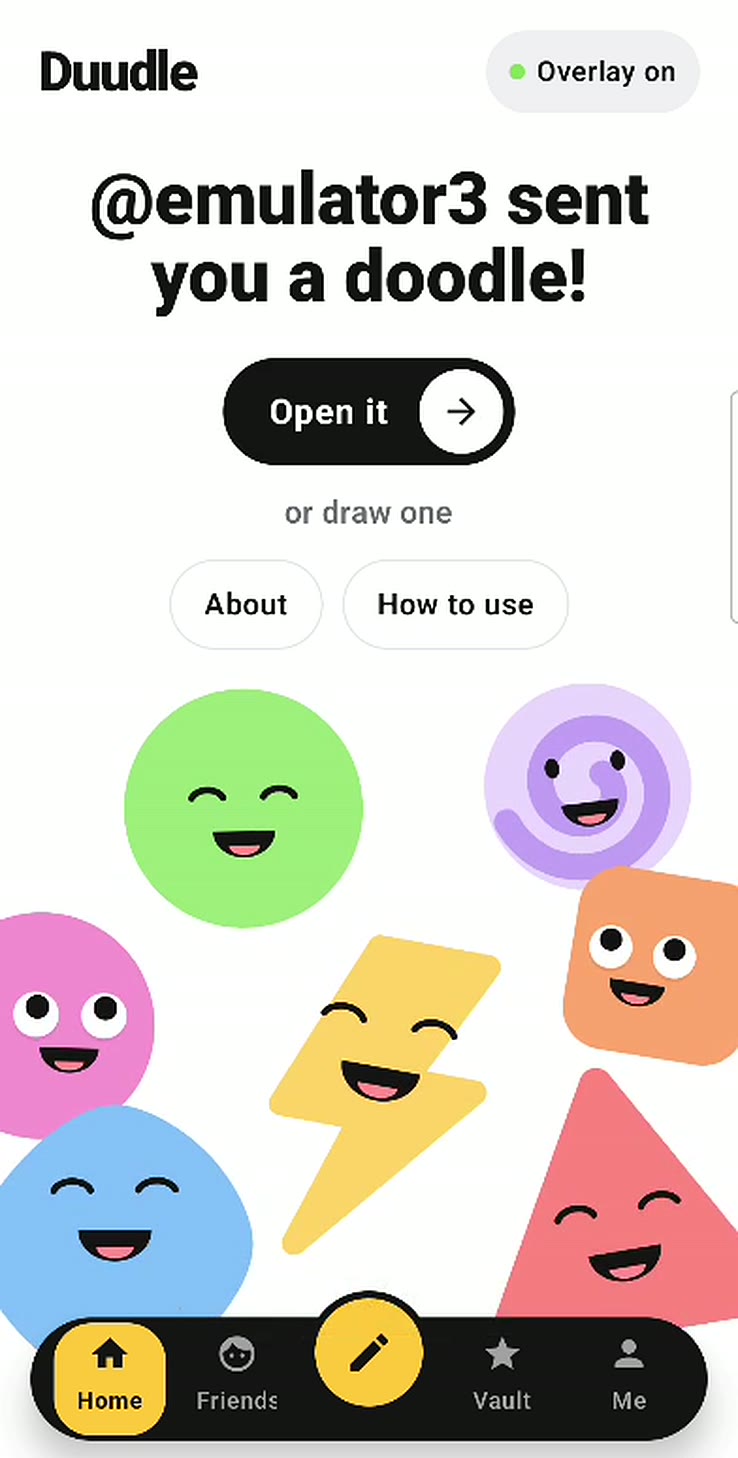 Duudle
Overlay on
@emulator3 sent
you a doodle!
Open it
or draw one
About
How to use
Home
Friends
Vault
Me